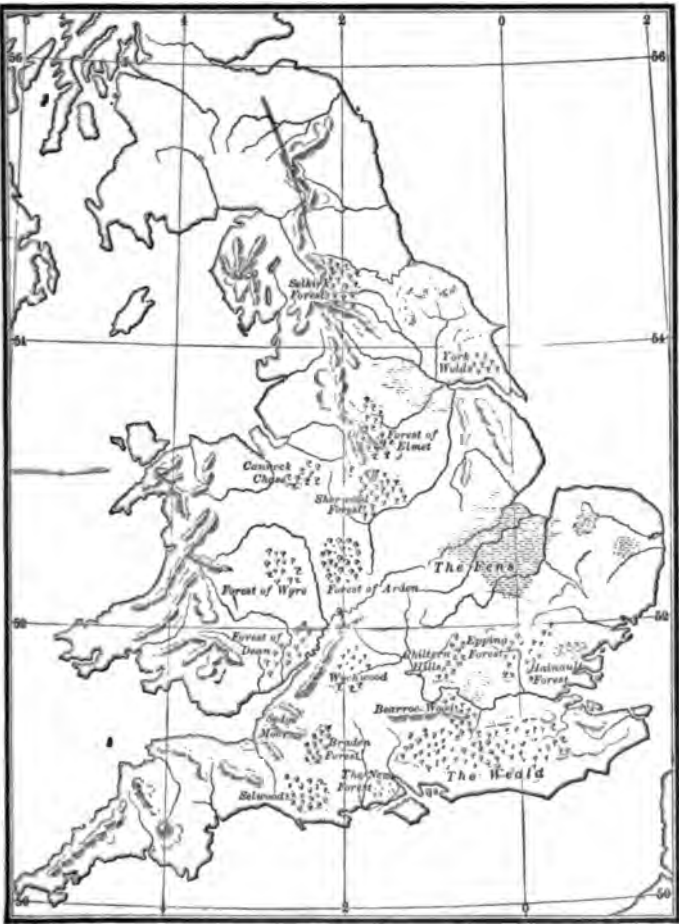 4
2
0
2
56
56
Selkirk
Forest
54
54
York
Wolds
Forest of
Elmet
Cannock
Chase
Sherwood
Forest
The Fens
Forest of Wyre
Forest of Arden
52
52
Forest of
Dean
Chiltern
Hills
Epping
Forest
Hainault
Forest
Wychwood
Bearroc Wood
Sedge
Moor
Braden
Forest
The Weald
The New
Forest
Selwood
50
50
4
2
0